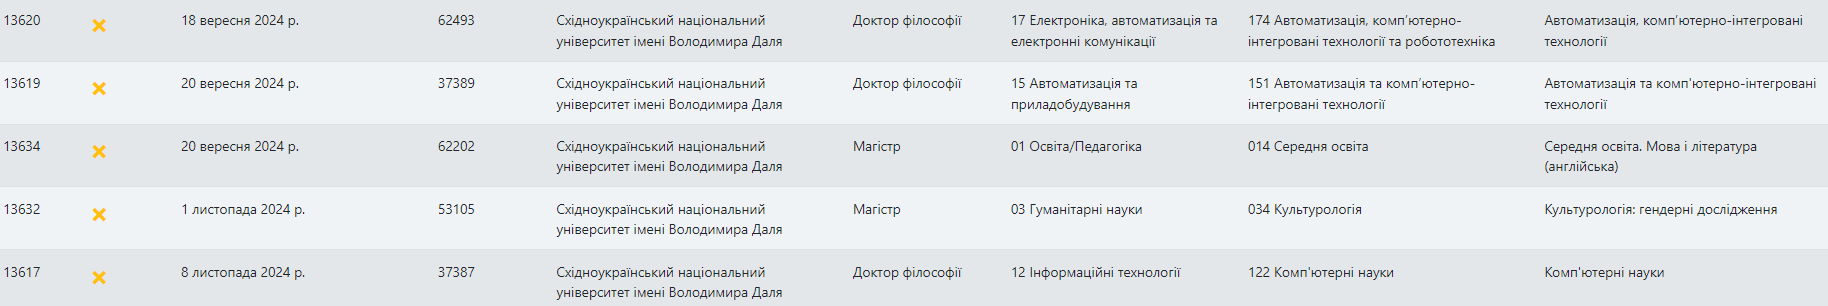 13620 18 вересня 2024 р. 62493 Східноукраїнський національний Доктор філософії 17 Електроніка, автоматизація та 174 Автоматизація, комп’ютерно- Автоматизація, комп’ютерно-інтегровані
університет імені Володимира Даля електронні комунікації інтегровані технології та робототехніка технології
13619 20 вересня 2024 р. 37389 Східноукраїнський національний Доктор філософії 15 Автоматизація та 151 Автоматизація та комп’ютерно- Автоматизація та комп'ютерно-інтегровані
університет імені Володимира Даля приладобудування інтегровані технології технології
13634 20 вересня 2024 р. 62202 Східноукраїнський національний Магістр 01 Освіта/Педагогіка 014 Середня освіта Середня освіта. Мова і література
університет імені Володимира Даля (англійська)
13632 1 листопада 2024 р. 53105 Східноукраїнський національний Магістр 03 Гуманітарні науки 034 Культурологія Культурологія: гендерні дослідження
університет імені Володимира Даля
13617 8 листопада 2024 р. 37387 Східноукраїнський національний Доктор філософії 12 Інформаційні технології 122 Комп'ютерні науки Комп'ютерні науки
університет імені Володимира Даля